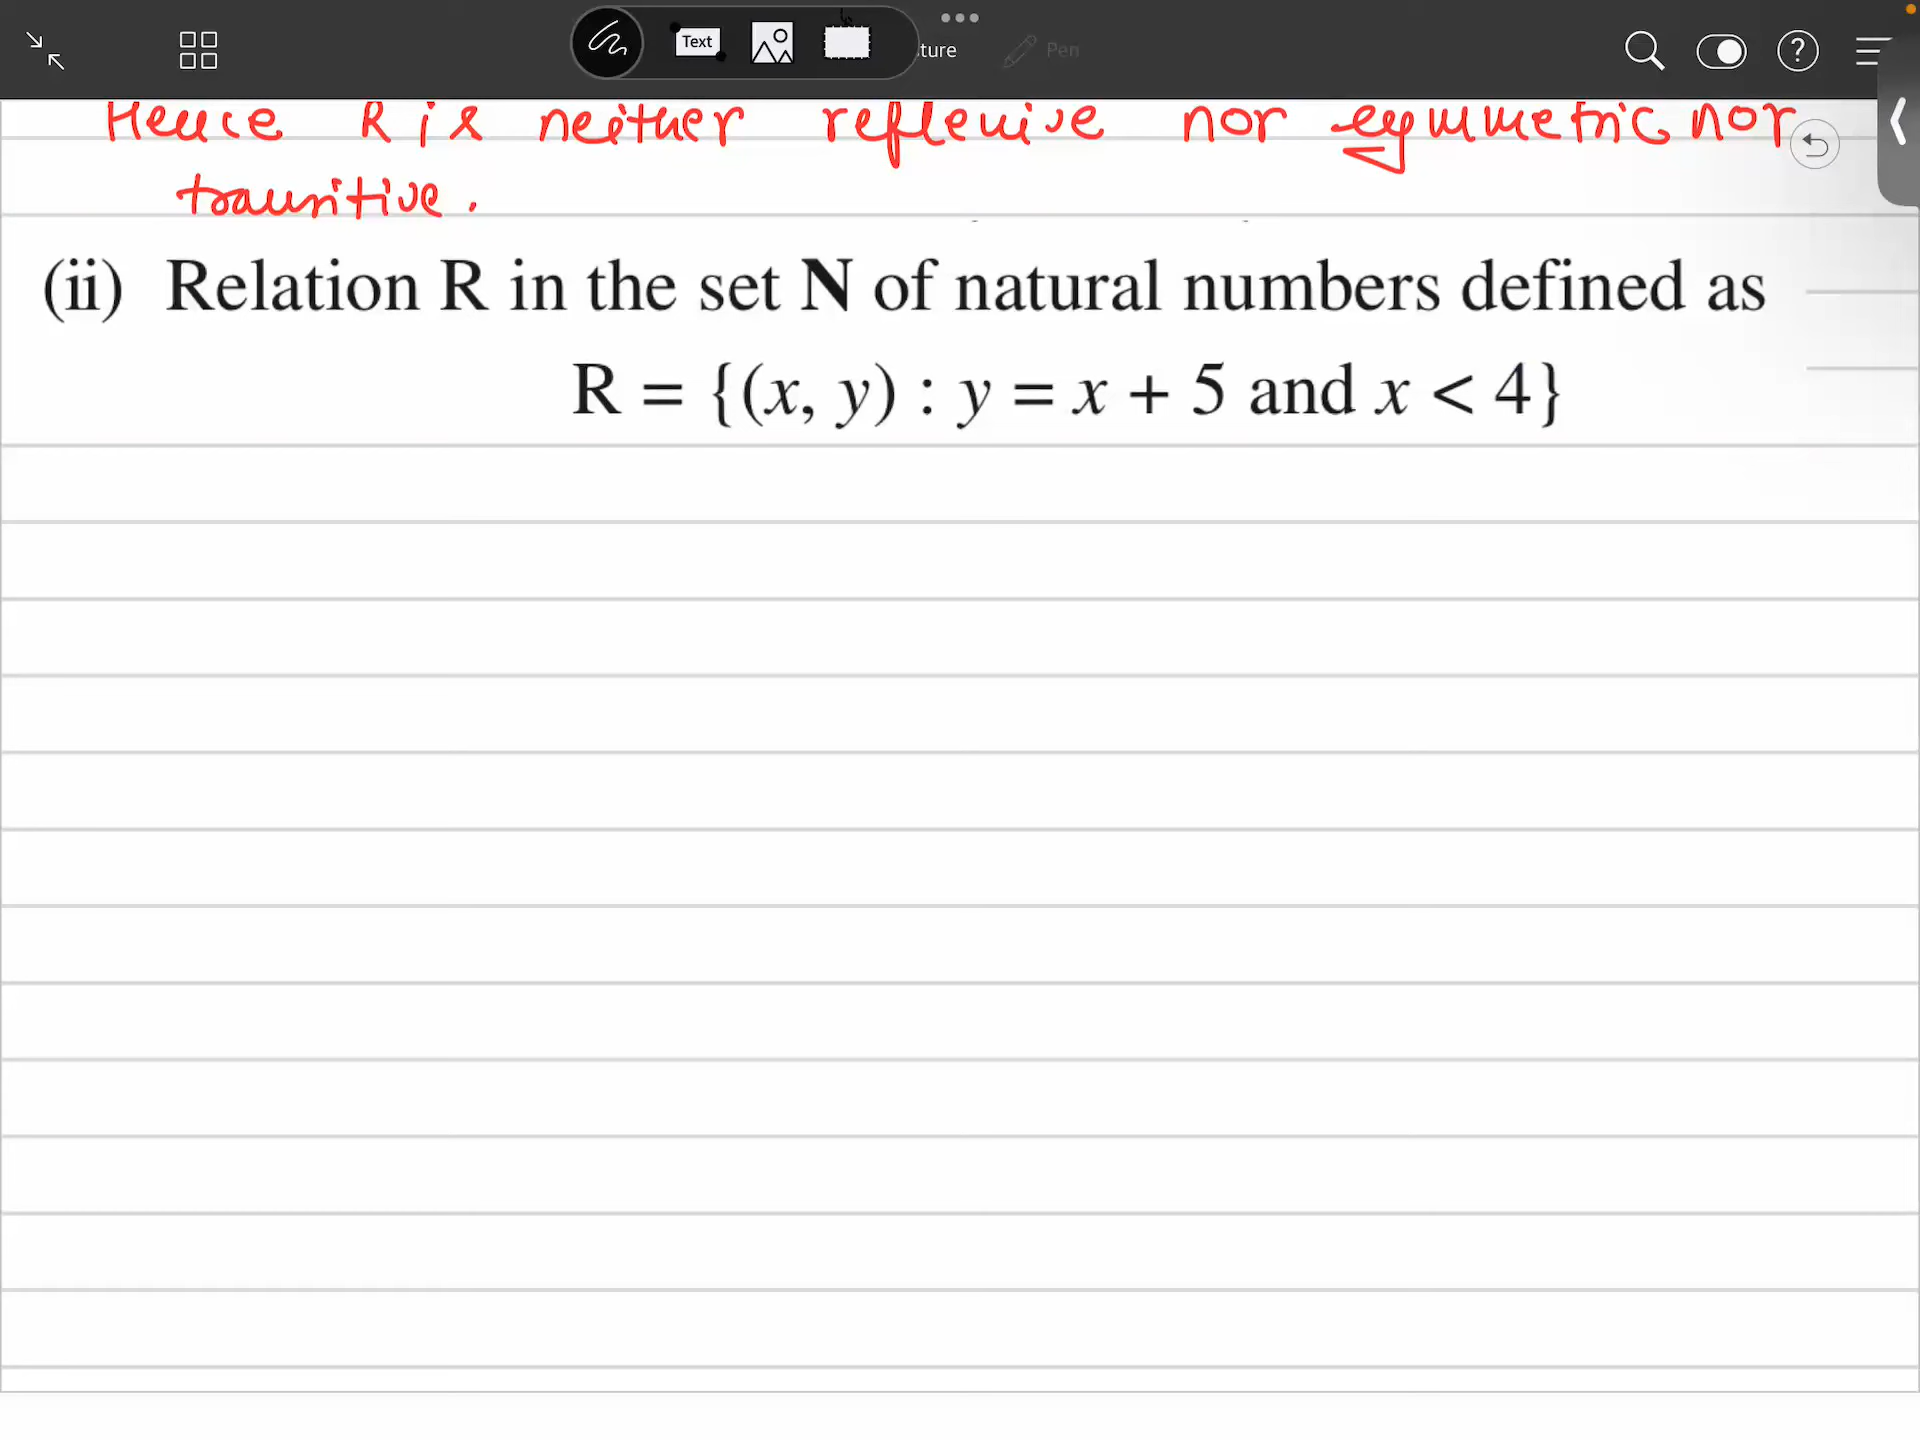 Text
ture
Pen
Hence R is neither reflexive nor symmetric nor
transitive.
(ii) Relation R in the set N of natural numbers defined as
R = {(x, y) : y = x + 5 and x < 4}